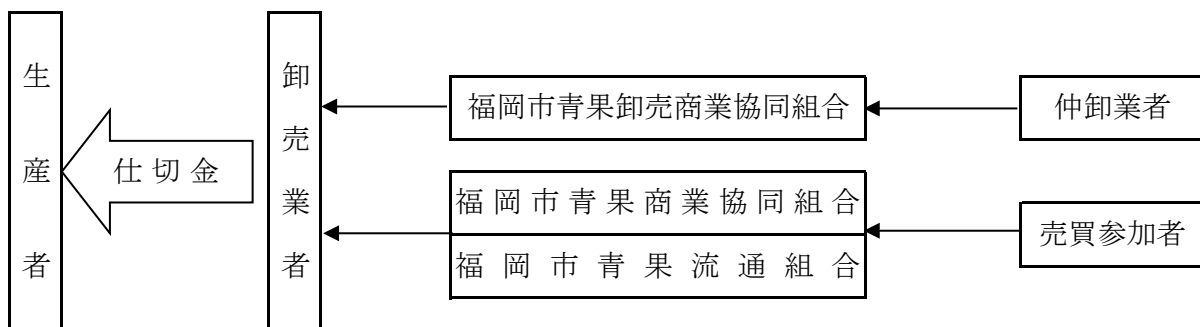 生産者
仕切金
卸売業者
福岡市青果卸売商業協同組合
仲卸業者
福岡市青果商業協同組合
福岡市青果流通組合
売買参加者